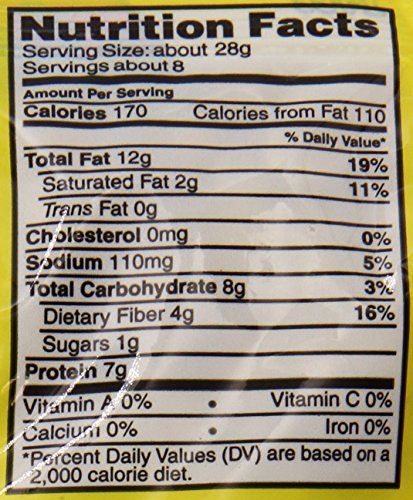 Nutrition Facts
Serving Size: about 28g
Servings about 8
Amount Per Serving
Calories 170 Calories from Fat 110
% Daily Value*
Total Fat 12g 19%
Saturated Fat 2g 11%
Trans Fat 0g
Cholesterol 0mg 0%
Sodium 110mg 5%
Total Carbohydrate 8g 3%
Dietary Fiber 4g 16%
Sugars 1g
Protein 7g
Vitamin A 0% • Vitamin C 0%
Calcium 0% • Iron 0%
*Percent Daily Values (DV) are based on a
2,000 calorie diet.